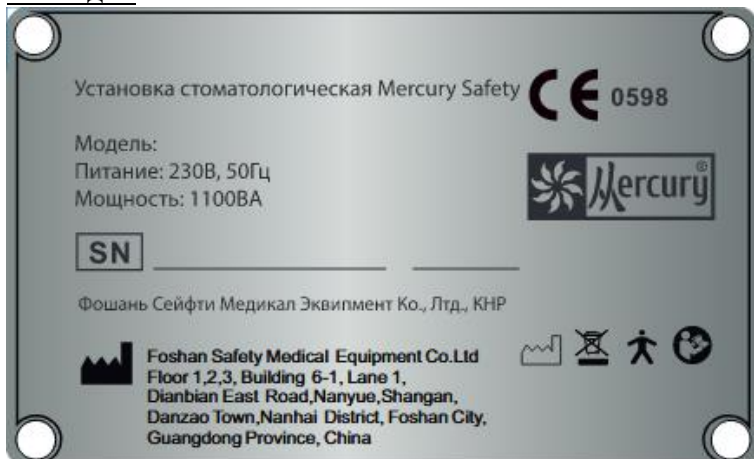 Установка стоматологическая Mercury Safety
CE 0598
Модель:
Питание: 230В, 50Гц
Мощность: 1100ВА
Mercury®
SN
Фошань Сейфти Медикал Эквипмент Ко., Лтд., КНР
Foshan Safety Medical Equipment Co.Ltd
Floor 1,2,3, Building 6-1, Lane 1,
Dianbian East Road,Nanyue,Shangan,
Danzao Town,Nanhai District, Foshan City,
Guangdong Province, China